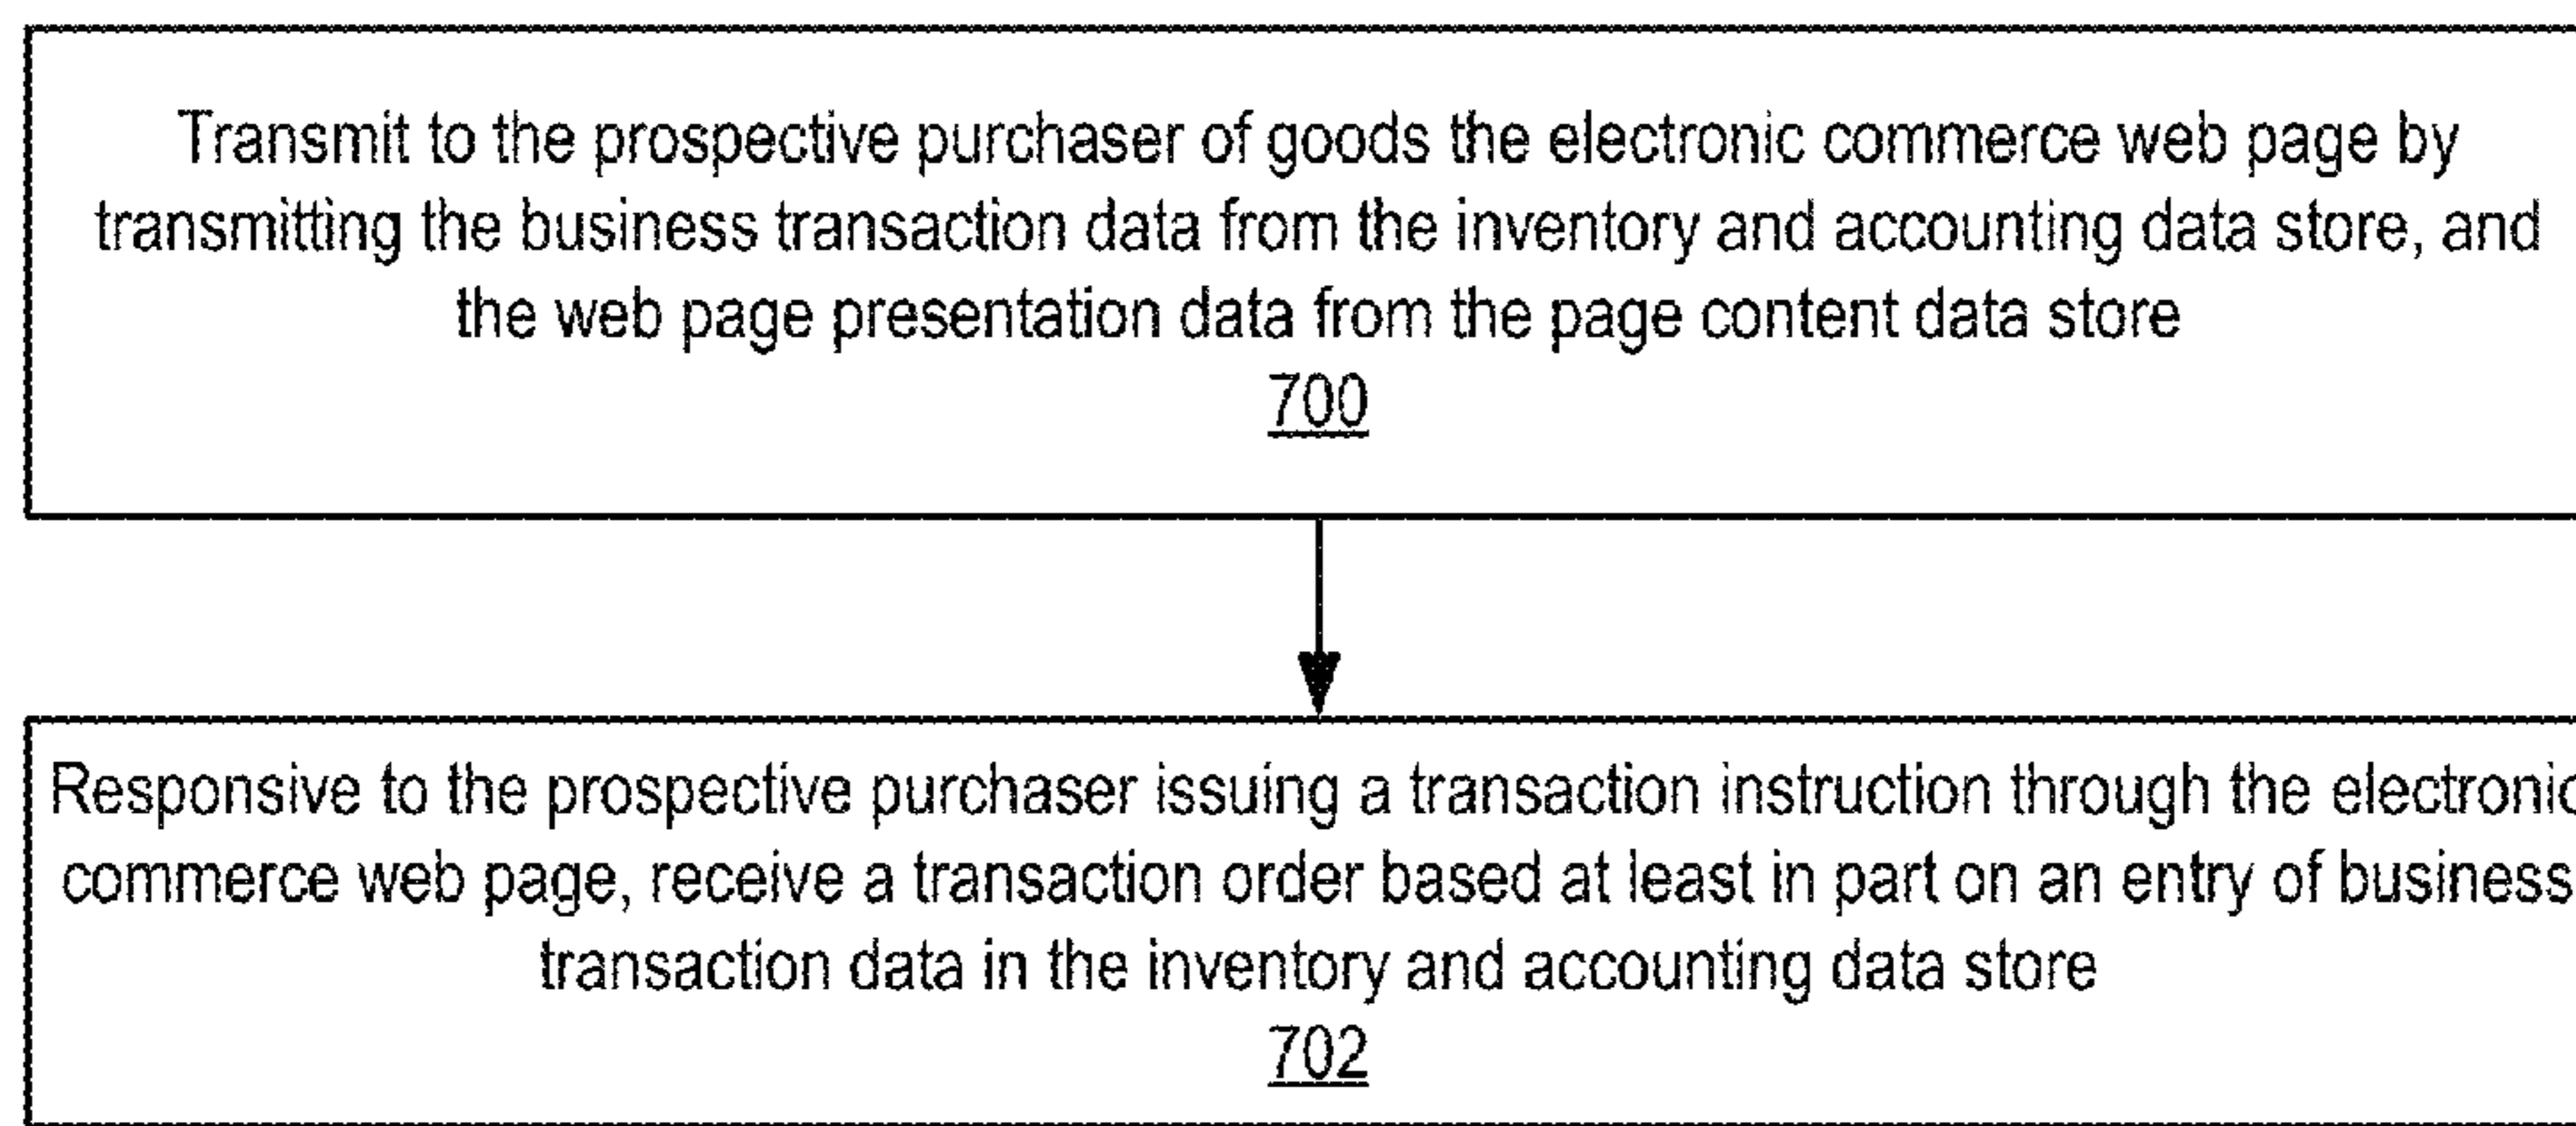 Transmit to the prospective purchaser of goods the electronic commerce web page by
transmitting the business transaction data from the inventory and accounting data store, and
the web page presentation data from the page content data store
700
Responsive to the prospective purchaser issuing a transaction instruction through the electronic
commerce web page, receive a transaction order based at least in part on an entry of business
transaction data in the inventory and accounting data store
702